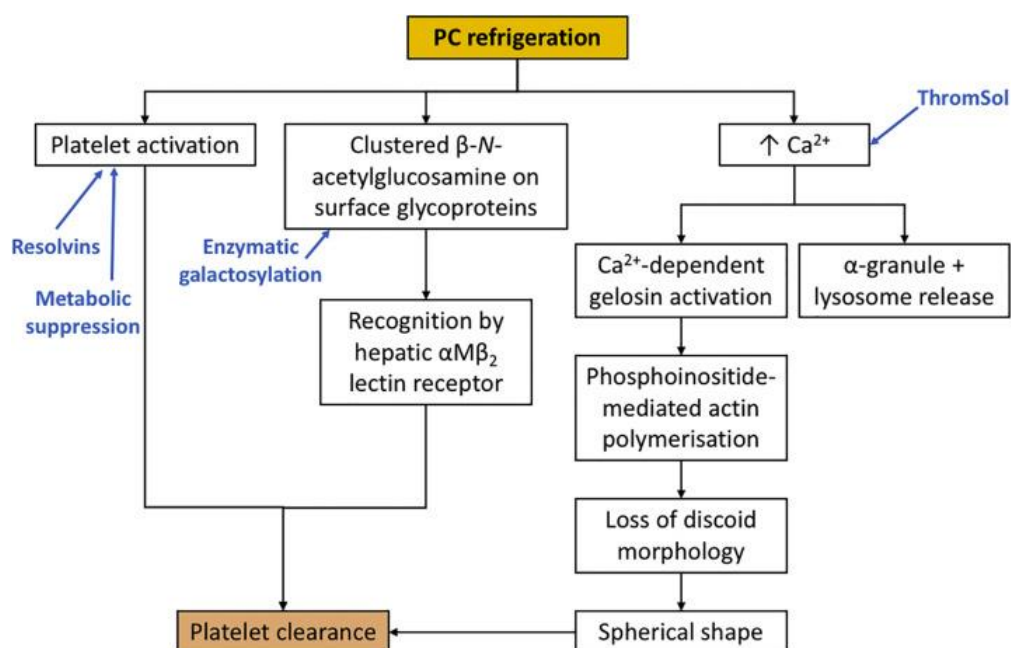 PC refrigeration
ThromSol
Platelet activation
Clustered β-N-
acetylglucosamine on
surface glycoproteins
↑ Ca²⁺
Resolvins
Metabolic
suppression
Enzymatic
galactosylation
Ca²⁺-dependent
gelosin activation
α-granule +
lysosome release
Recognition by
hepatic αMβ₂
lectin receptor
Phosphoinositide-
mediated actin
polymerisation
Loss of discoid
morphology
Platelet clearance
Spherical shape